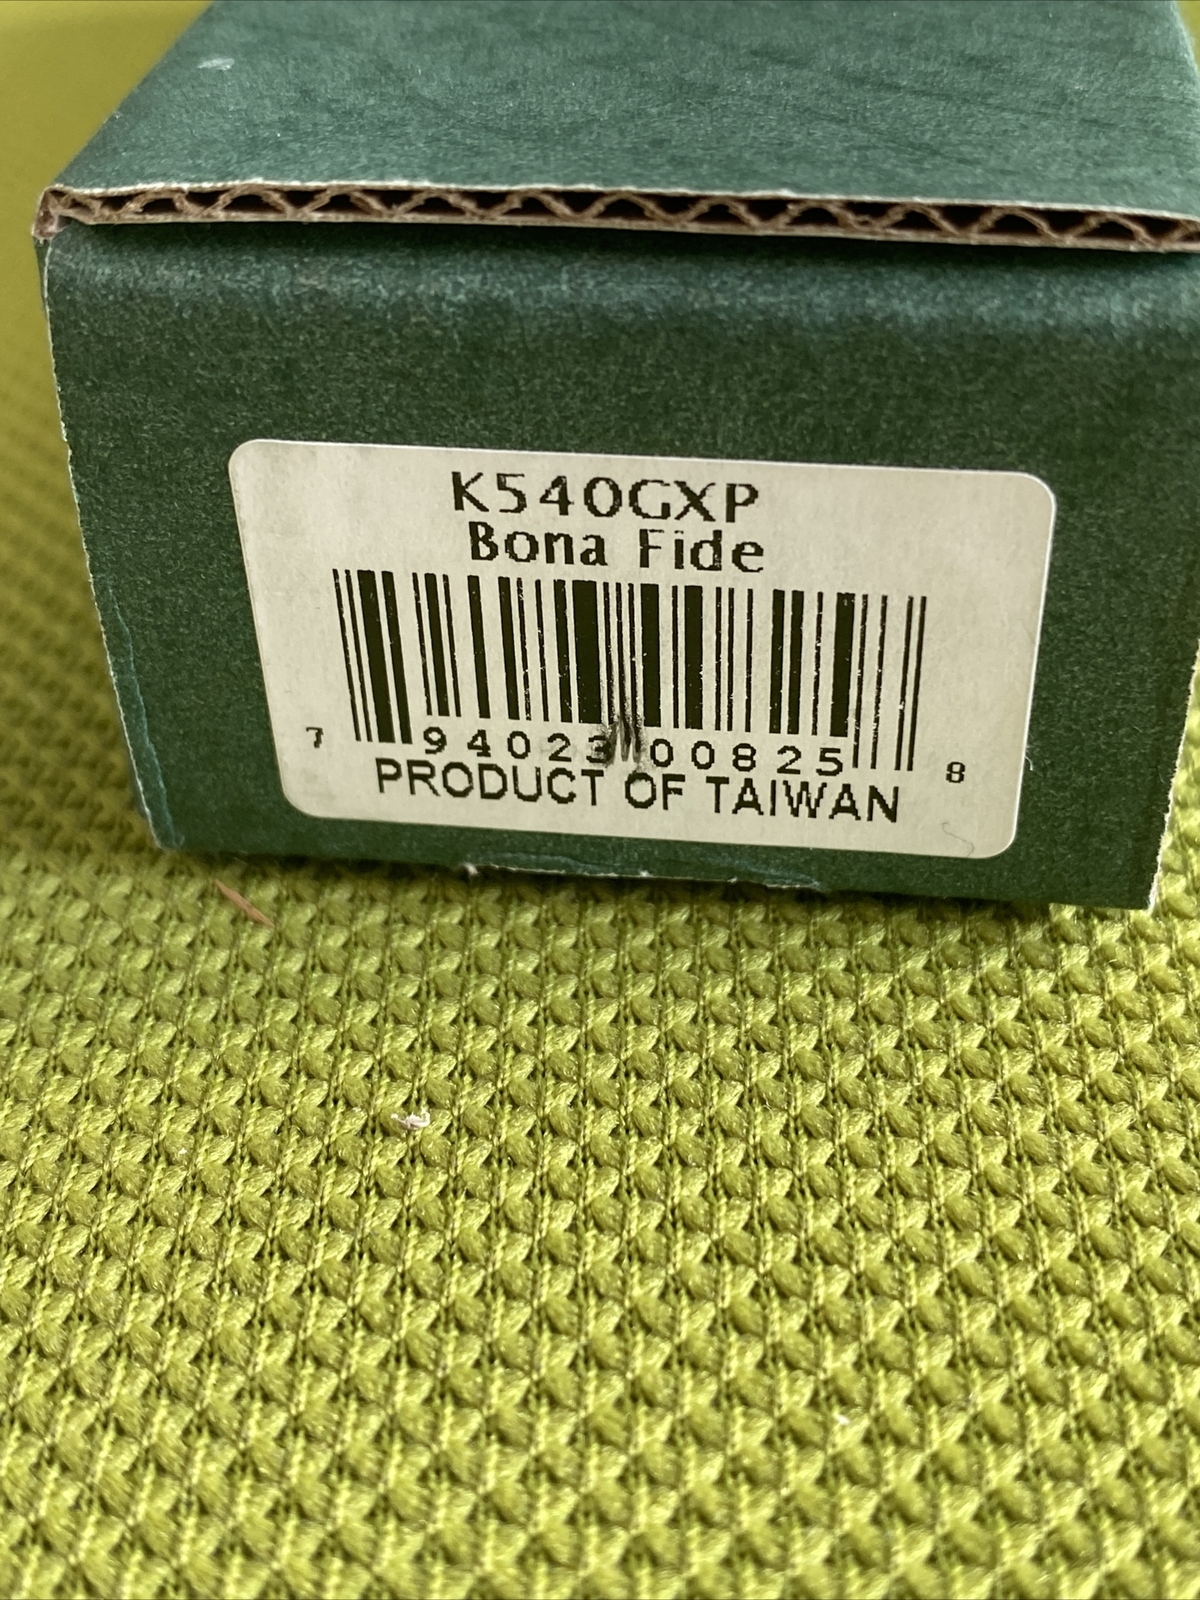 K540GXP
Bona Fide
7 94023 00825 8
PRODUCT OF TAIWAN